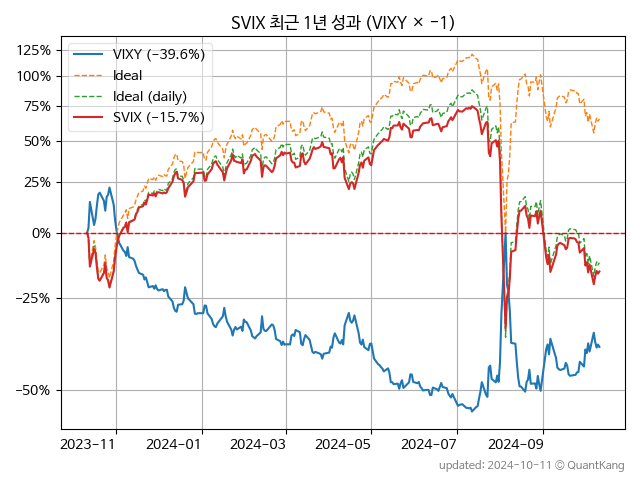 SVIX 최근 1년 성과 (VIXY × −1)
VIXY (−39.6%)
Ideal
Ideal (daily)
SVIX (−15.7%)
125%
100%
75%
50%
25%
0%
−25%
−50%
2023-11 2024-01 2024-03 2024-05 2024-07 2024-09
updated: 2024-10-11 © QuantKang